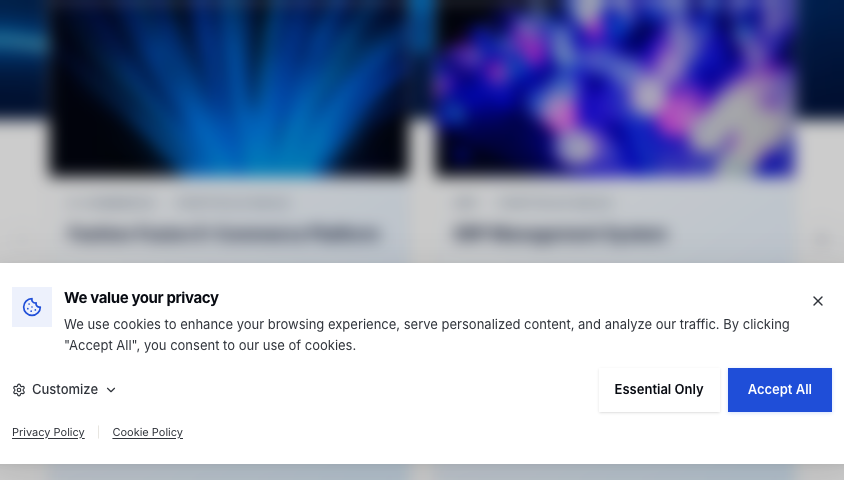 We value your privacy
We use cookies to enhance your browsing experience, serve personalized content, and analyze our traffic. By clicking
"Accept All", you consent to our use of cookies.
Customize
Essential Only
Accept All
Privacy Policy
Cookie Policy